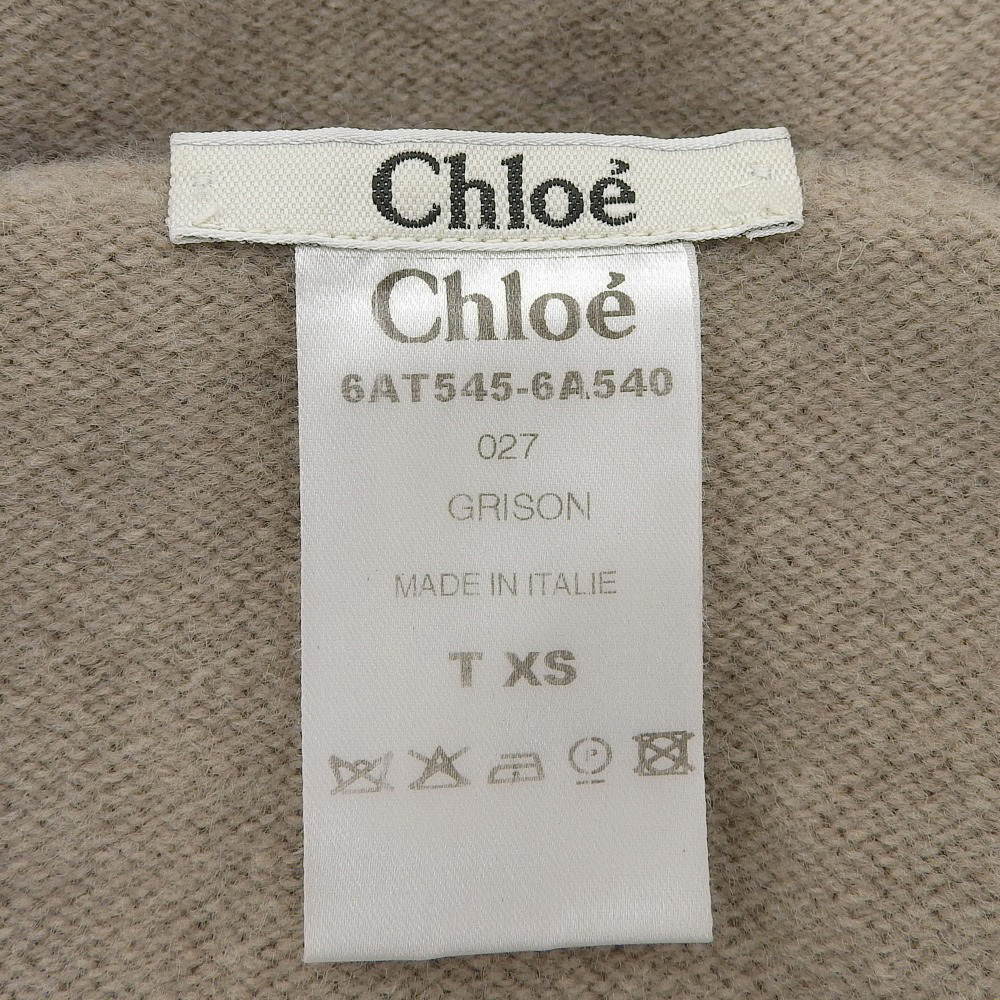 Chloé
Chloé
6AT545-6A540
027
GRISON
MADE IN ITALIE
T XS
P